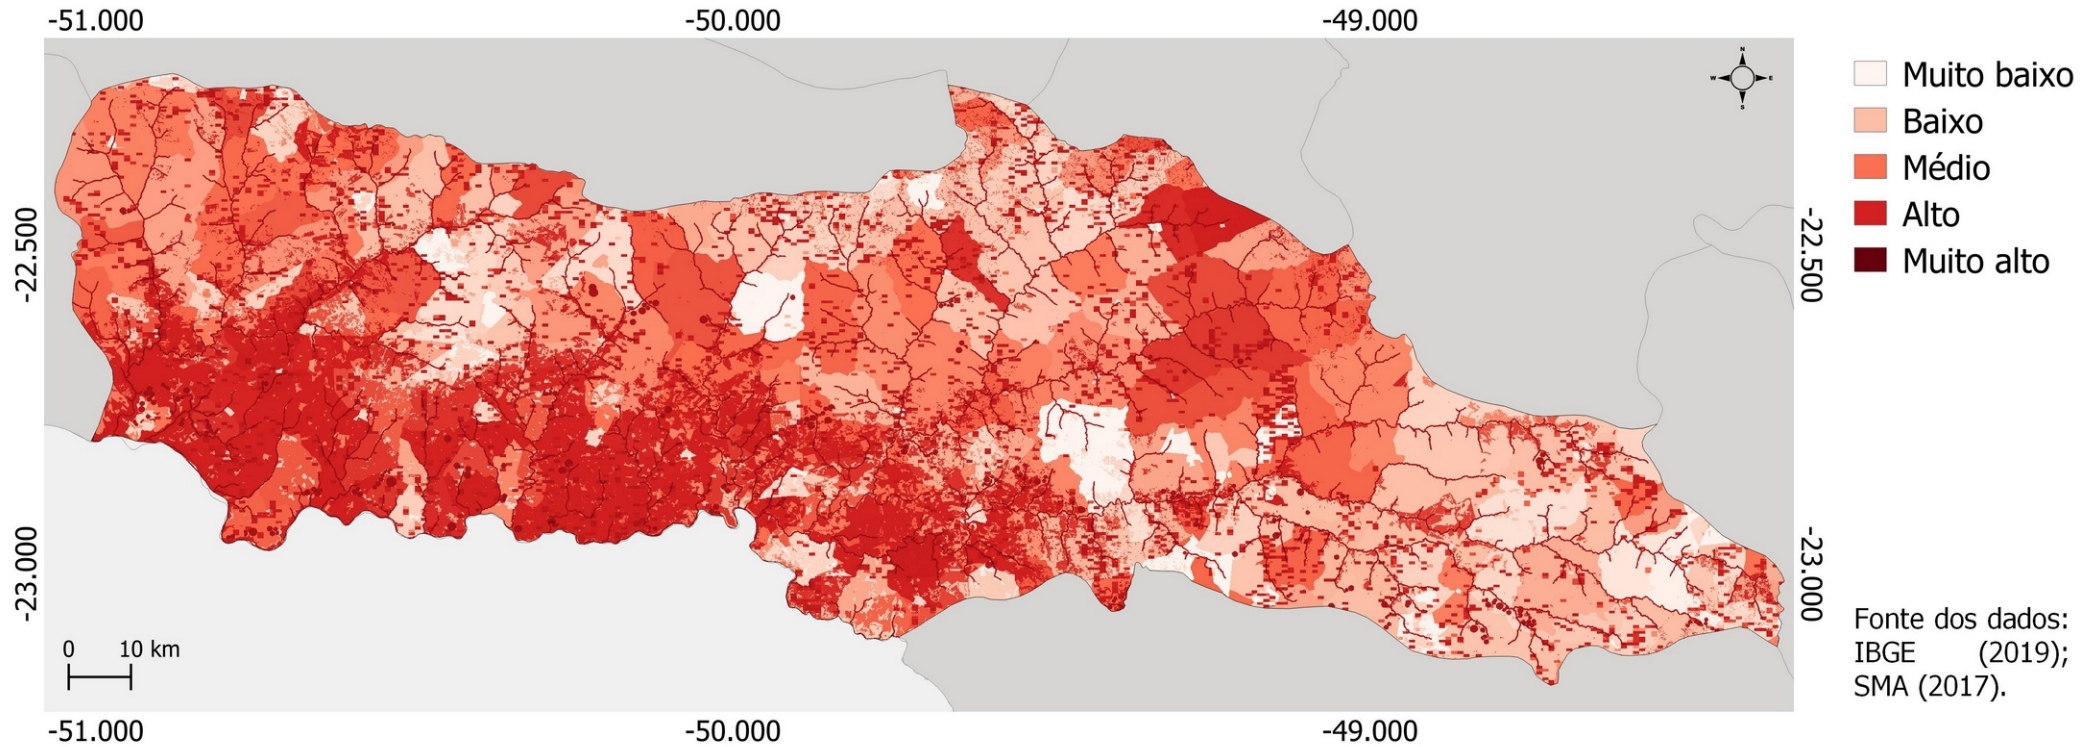 -51.000 -50.000 -49.000
N
W E
S
Muito baixo
Baixo
Médio
Alto
Muito alto
-22.500 -22.500
-23.000 -23.000
0 10 km
Fonte dos dados:
IBGE (2019);
SMA (2017).
-51.000 -50.000 -49.000